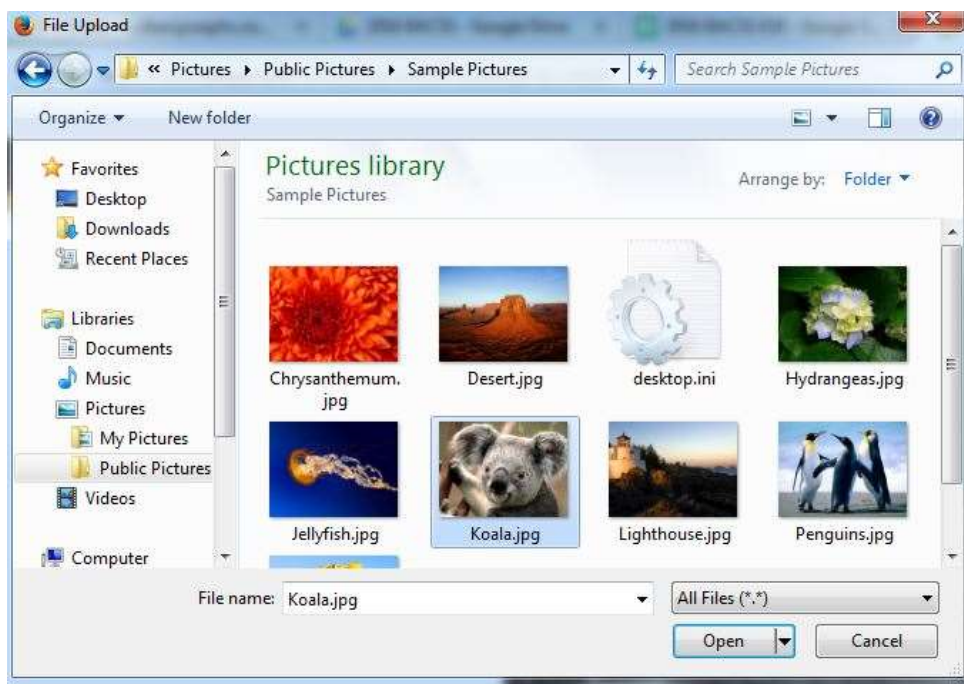 File Upload
« Pictures ▸ Public Pictures ▸ Sample Pictures
Search Sample Pictures
Organize
New folder
Favorites
Desktop
Downloads
Recent Places
Libraries
Documents
Music
Pictures
My Pictures
Public Pictures
Videos
Computer
Pictures library
Sample Pictures
Arrange by: Folder
Chrysanthemum.
jpg
Desert.jpg
desktop.ini
Hydrangeas.jpg
Jellyfish.jpg
Koala.jpg
Lighthouse.jpg
Penguins.jpg
File name: Koala.jpg
All Files (*.*)
Open
Cancel